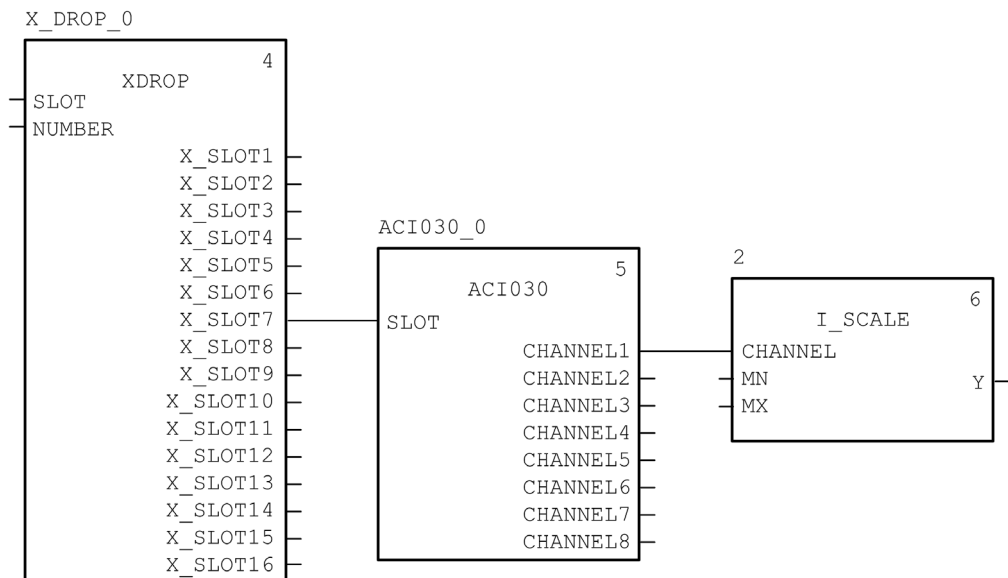 X_DROP_0
4
XDROP
SLOT
NUMBER
X_SLOT1
X_SLOT2
X_SLOT3
X_SLOT4
X_SLOT5
X_SLOT6
X_SLOT7
X_SLOT8
X_SLOT9
X_SLOT10
X_SLOT11
X_SLOT12
X_SLOT13
X_SLOT14
X_SLOT15
X_SLOT16
ACI030_0
5
ACI030
SLOT
CHANNEL1
CHANNEL2
CHANNEL3
CHANNEL4
CHANNEL5
CHANNEL6
CHANNEL7
CHANNEL8
2
6
I_SCALE
CHANNEL
MN
MX
Y